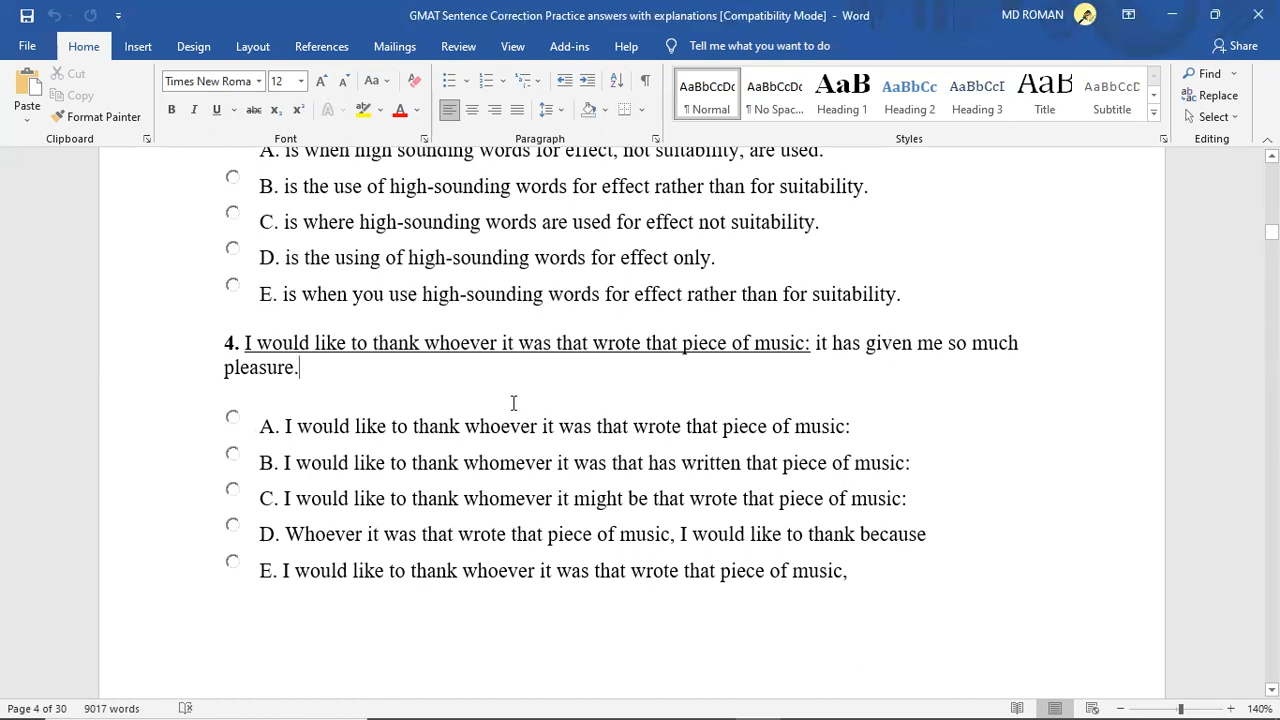 GMAT Sentence Correction Practice answers with explanations [Compatibility Mode] - Word
MD ROMAN
File Home Insert Design Layout References Mailings Review View Add-ins Help Tell me what you want to do Share
Paste
Cut
Copy
Format Painter
Clipboard
Times New Roma 12
Font
Paragraph
AaBbCcDc ¶ Normal
AaBbCcDc ¶ No Spac...
AaB Heading 1
AaBbCc Heading 2
AaBbCcI Heading 3
AaB Title
AaBbCcD Subtitle
Styles
Find
Replace
Select
Editing
A. is when high sounding words for effect, not suitability, are used.
B. is the use of high-sounding words for effect rather than for suitability.
C. is where high-sounding words are used for effect not suitability.
D. is the using of high-sounding words for effect only.
E. is when you use high-sounding words for effect rather than for suitability.
4. I would like to thank whoever it was that wrote that piece of music: it has given me so much
pleasure.
A. I would like to thank whoever it was that wrote that piece of music:
B. I would like to thank whomever it was that has written that piece of music:
C. I would like to thank whomever it might be that wrote that piece of music:
D. Whoever it was that wrote that piece of music, I would like to thank because
E. I would like to thank whoever it was that wrote that piece of music,
Page 4 of 30 9017 words 140%